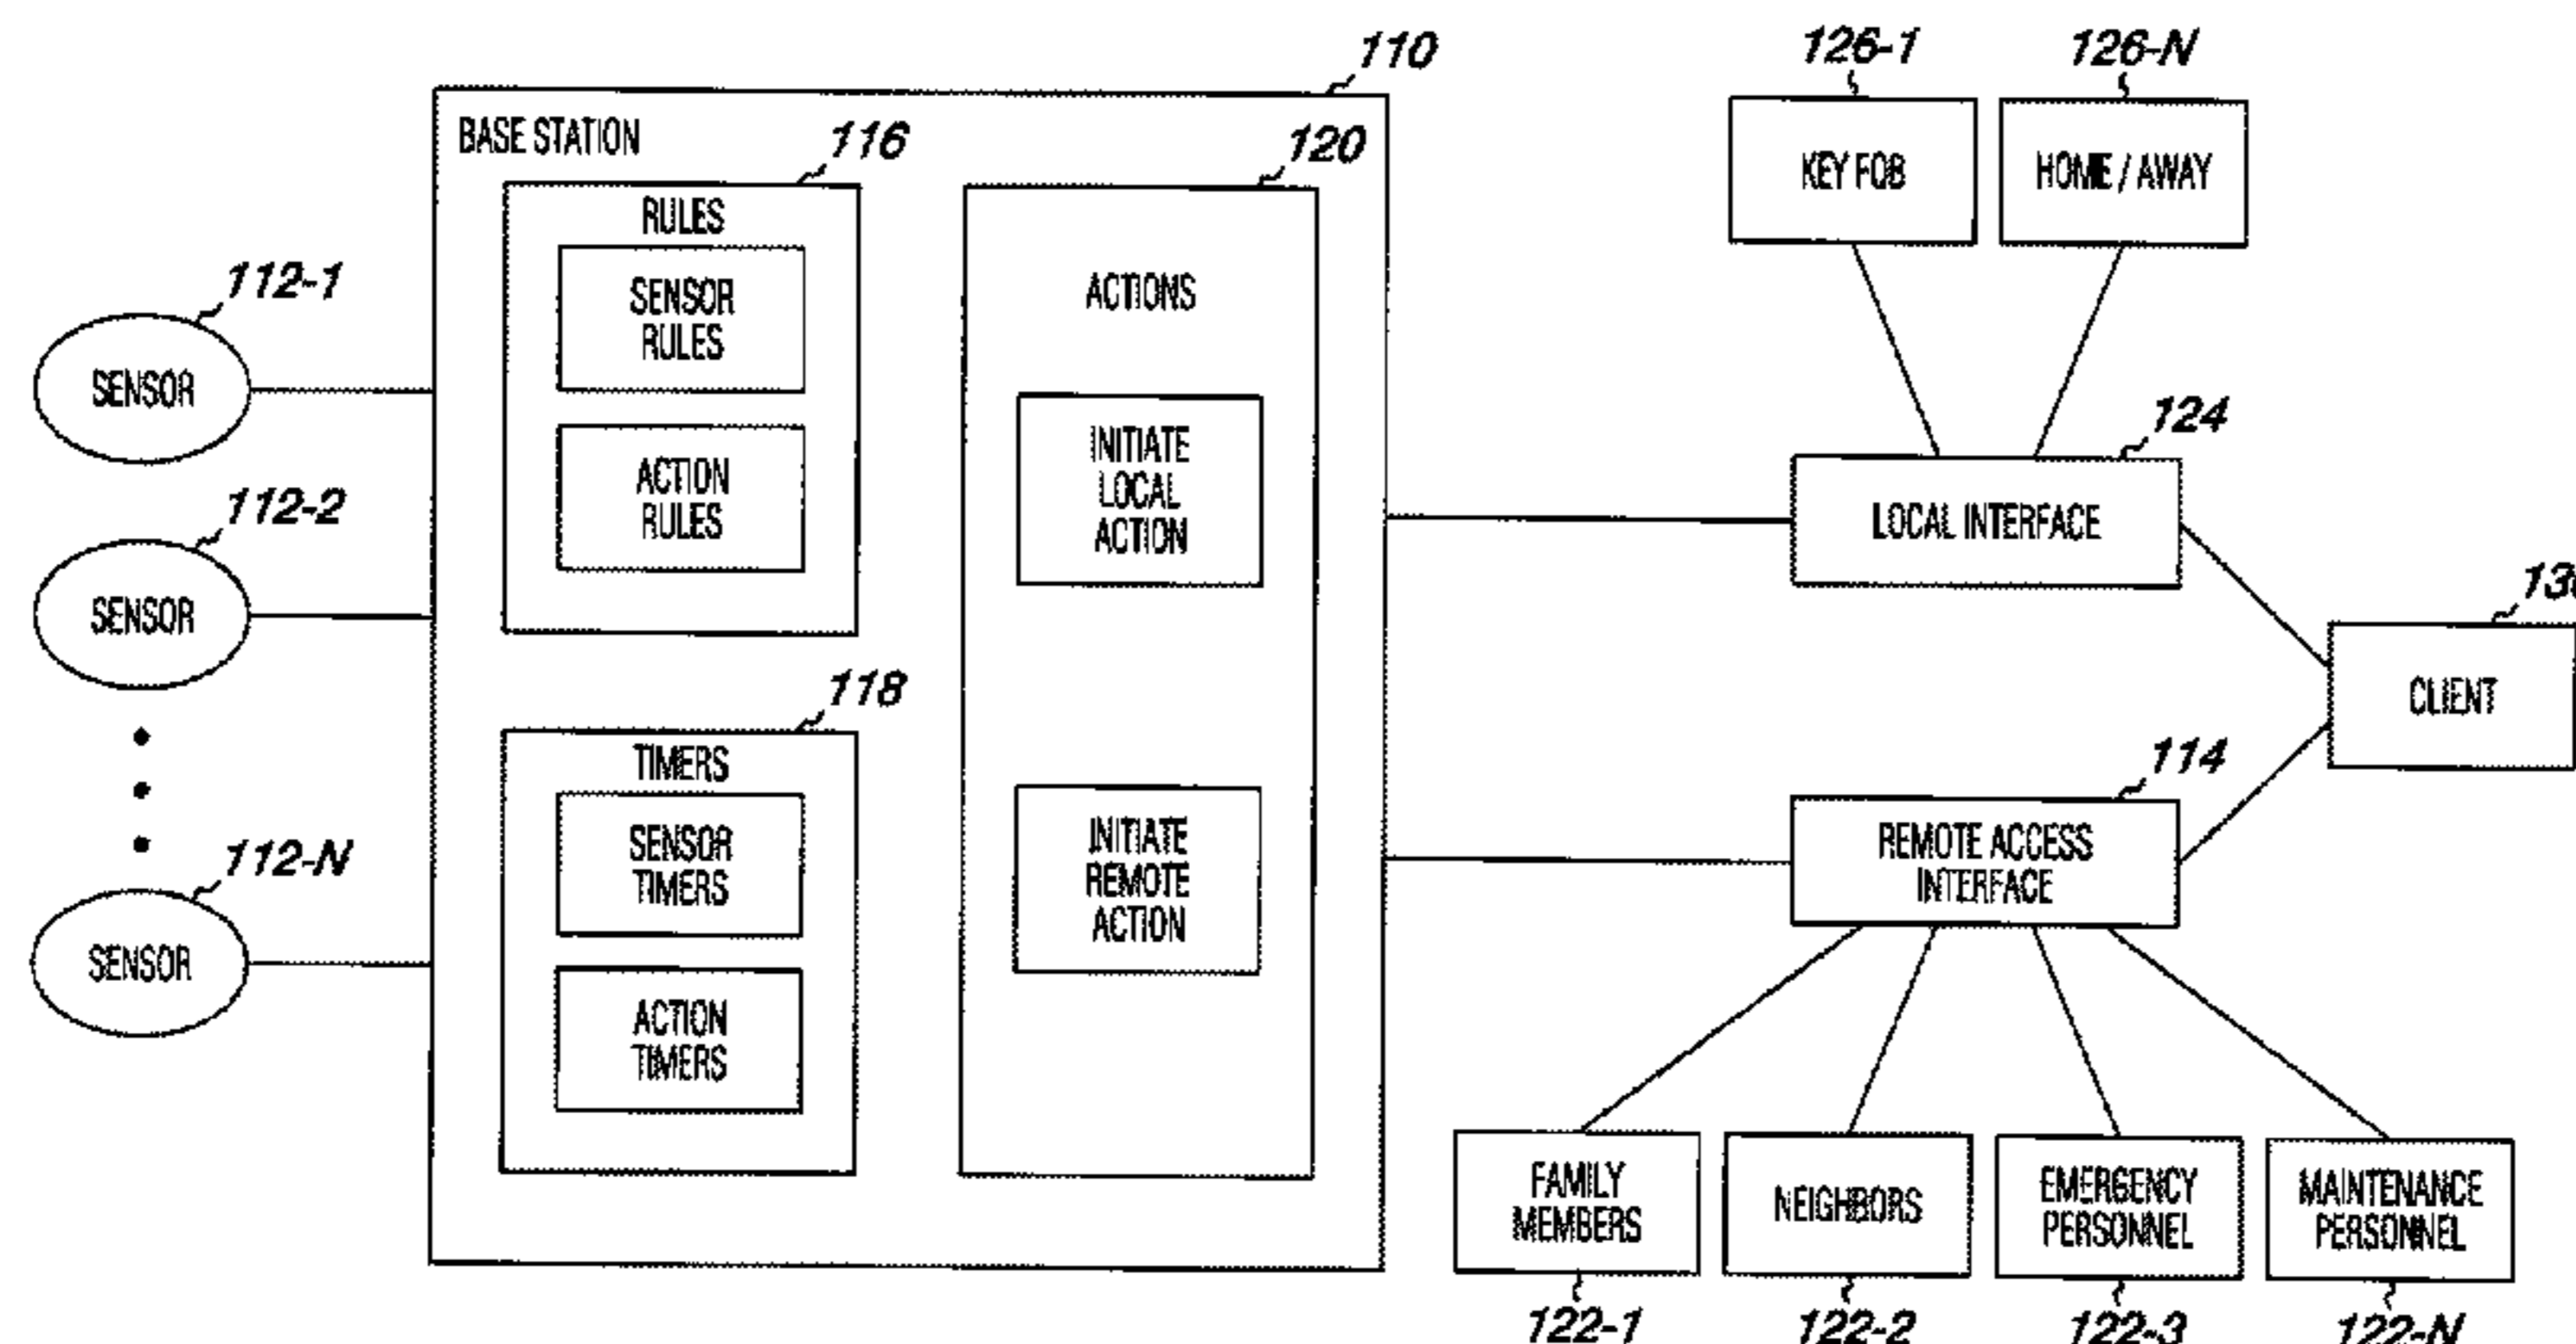 110
126-1
126-N
BASE STATION
116
120
KEY FOB
HOME / AWAY
RULES
112-1
SENSOR
RULES
ACTIONS
SENSOR
124
ACTION
RULES
INITIATE
LOCAL
ACTION
LOCAL INTERFACE
112-2
SENSOR
118
CLIENT
TIMERS
114
SENSOR
TIMERS
INITIATE
REMOTE
ACTION
REMOTE ACCESS
INTERFACE
112-N
SENSOR
ACTION
TIMERS
FAMILY
MEMBERS
NEIGHBORS
EMERGENCY
PERSONNEL
MAINTENANCE
PERSONNEL
122-1
122-2
122-3
122-N